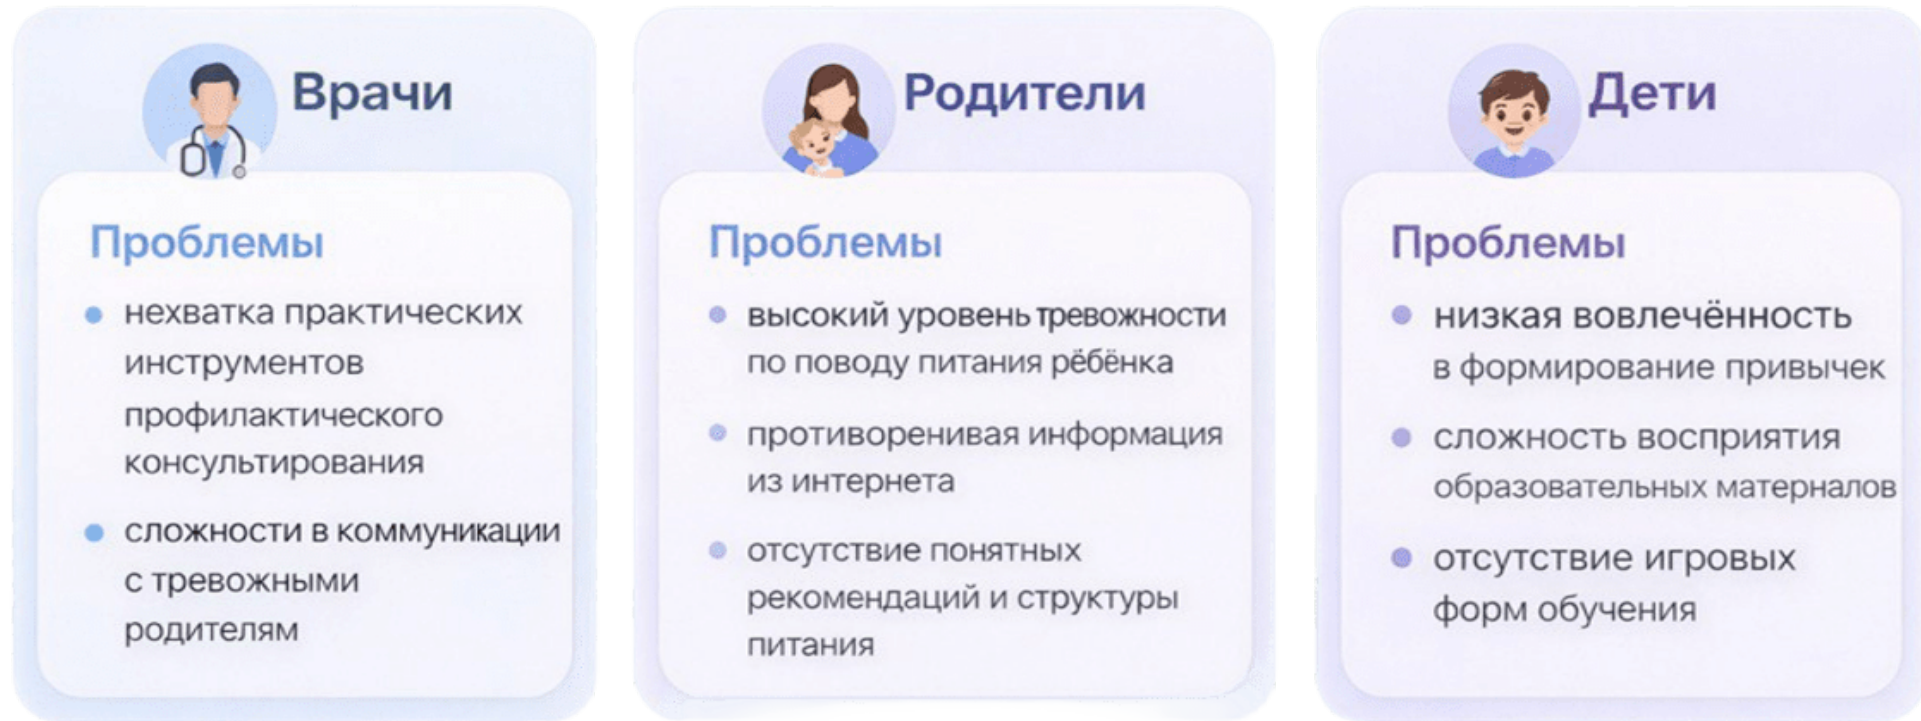 Врачи
Проблемы
нехватка практических
инструментов
профилактического
консультирования
сложности в коммуникации
с тревожными
родителям
Родители
Проблемы
высокий уровень тревожности
по поводу питания рёбёнка
противоренивая информация
из интернета
отсутствие понятных
рекомендаций и структуры
питания
Дети
Проблемы
низкая вовлечённость
в формирование привычек
сложность восприятия
образовательных матерналов
отсутствие игровых
форм обучения